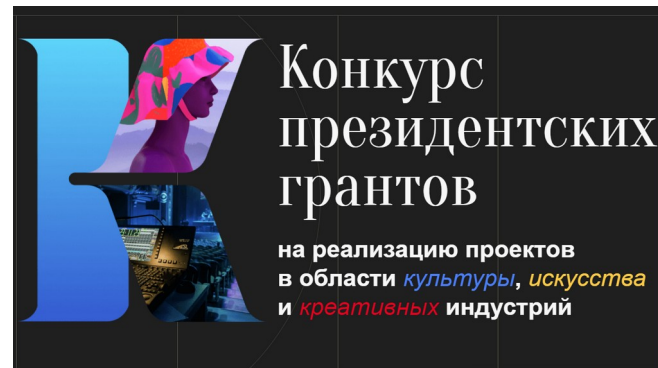 Конкурс
президентских
грантов
на реализацию проектов
в области культуры, искусства
и креативных индустрий